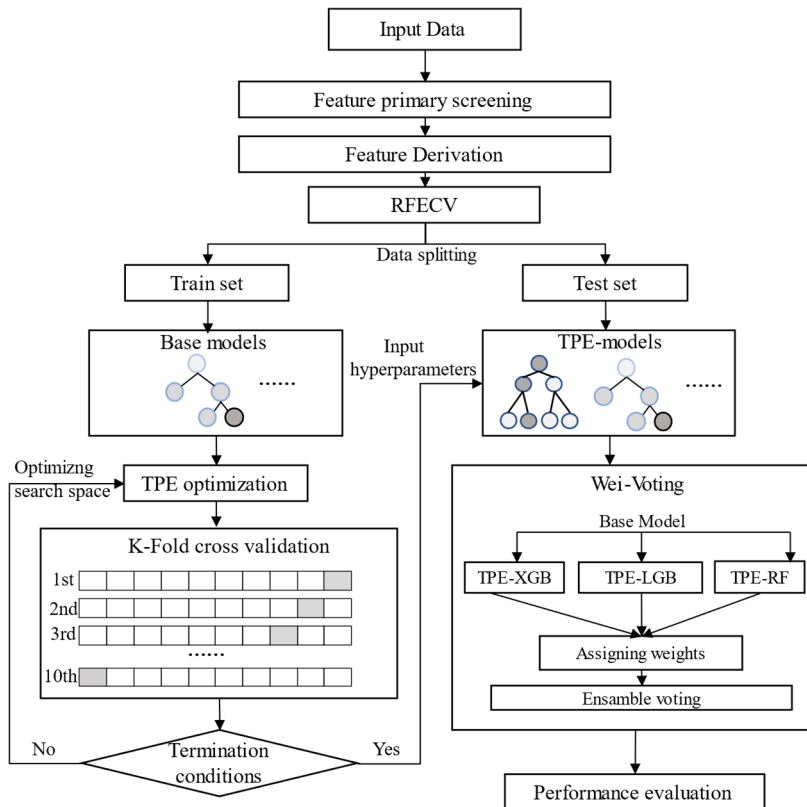 Input Data
Feature primary screening
Feature Derivation
RFECV
Data splitting
Train set
Test set
Base models
......
Input
hyperparameters
TPE-models
......
Optimizng
search space
TPE optimization
K-Fold cross validation
1st
2nd
3rd
......
10th
No
Termination
conditions
Yes
Wei-Voting
Base Model
TPE-XGB
TPE-LGB
TPE-RF
Assigning weights
Ensamble voting
Performance evaluation